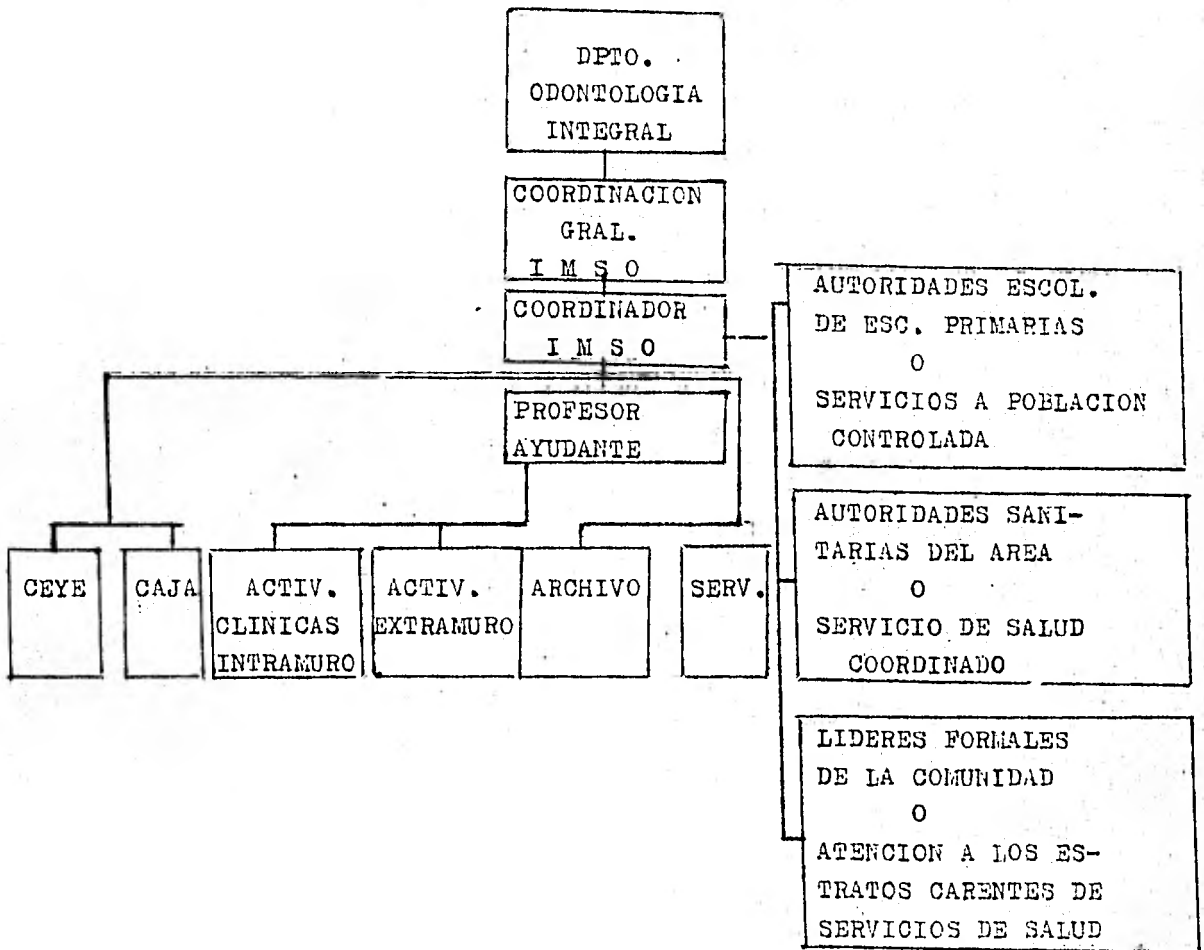 DPTO.
ODONTOLOGIA
INTEGRAL
COORDINACION
GRAL.
I M S O
COORDINADOR
I M S O
PROFESOR
AYUDANTE
CEYE
CAJA
ACTIV.
CLINICAS
INTRAMURO
ACTIV.
EXTRAMURO
ARCHIVO
SERV.
AUTORIDADES ESCOL.
DE ESC. PRIMARIAS
O
SERVICIOS A POBLACION
CONTROLADA
AUTORIDADES SANI-
TARIAS DEL AREA
O
SERVICIO DE SALUD
COORDINADO
LIDERES FORMALES
DE LA COMUNIDAD
O
ATENCION A LOS ES-
TRATOS CARENTES DE
SERVICIOS DE SALUD